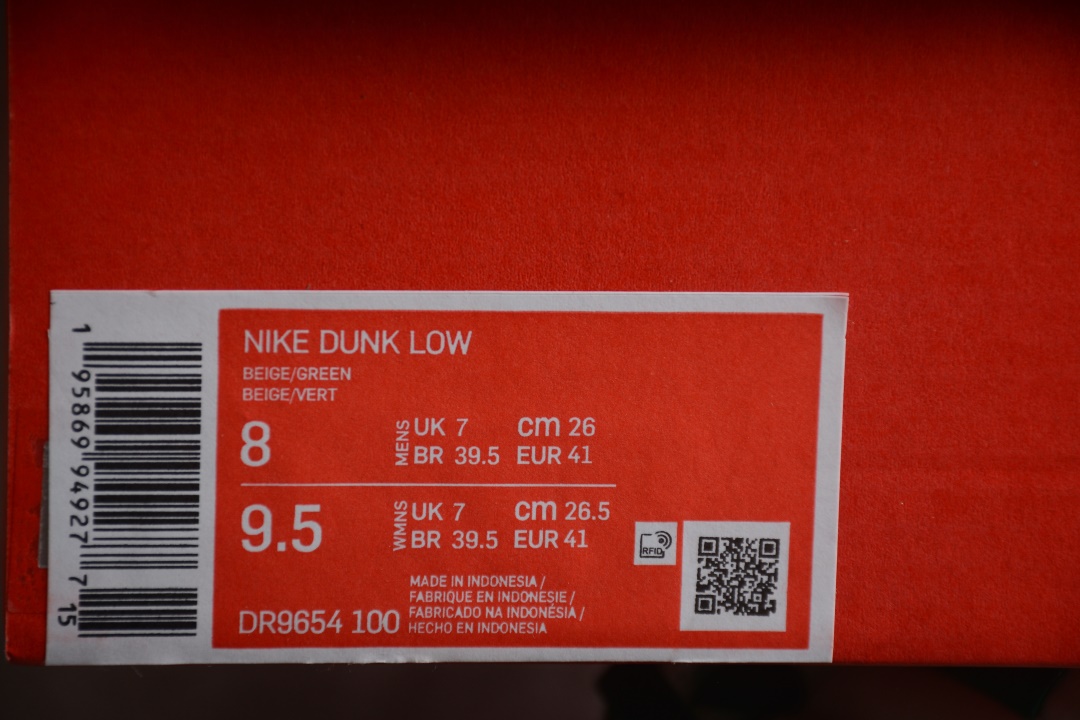 NIKE DUNK LOW
BEIGE/GREEN
BEIGE/VERT
8 MENS UK 7 cm 26
BR 39.5 EUR 41
9.5 WMNS UK 7 cm 26.5
BR 39.5 EUR 41
RFID
MADE IN INDONESIA /
FABRIQUE EN INDONESIE /
FABRICADO NA INDONÉSIA /
HECHO EN INDONESIA
DR9654 100
1 95869 94927 7 15